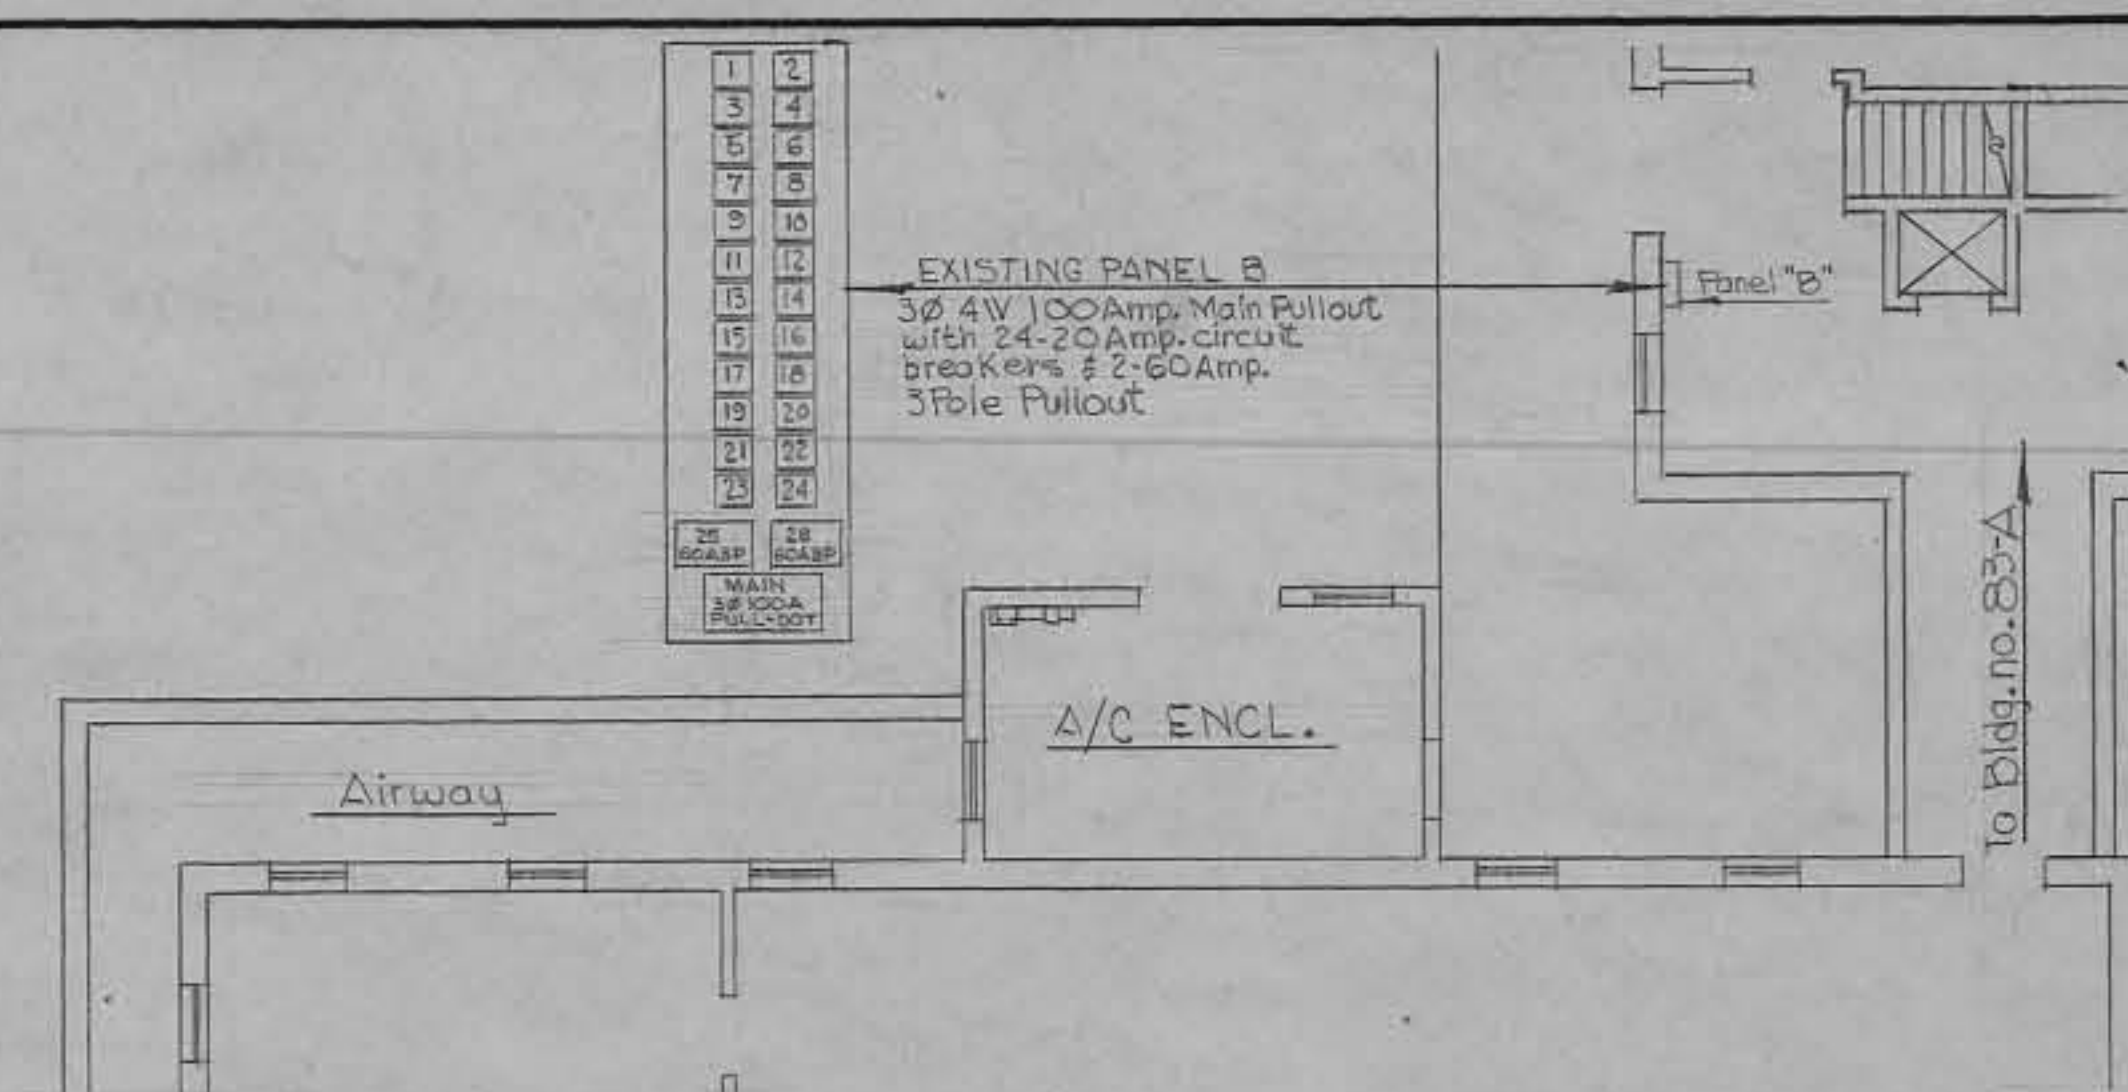 1 2
3 4
5 6
7 8
9 10
11 12
13 14
15 16
17 18
19 20
21 22
23 24
25 26
60A3P 60A3P
MAIN
3Ø 100A
PULL-OUT
EXISTING PANEL B
3Ø 4W 100Amp. Main Pullout
with 24-20Amp. circuit
breakers & 2-60Amp.
3Pole Pullout
Panel "B"
A/C ENCL.
Airway
To Bldg. no. 83-A